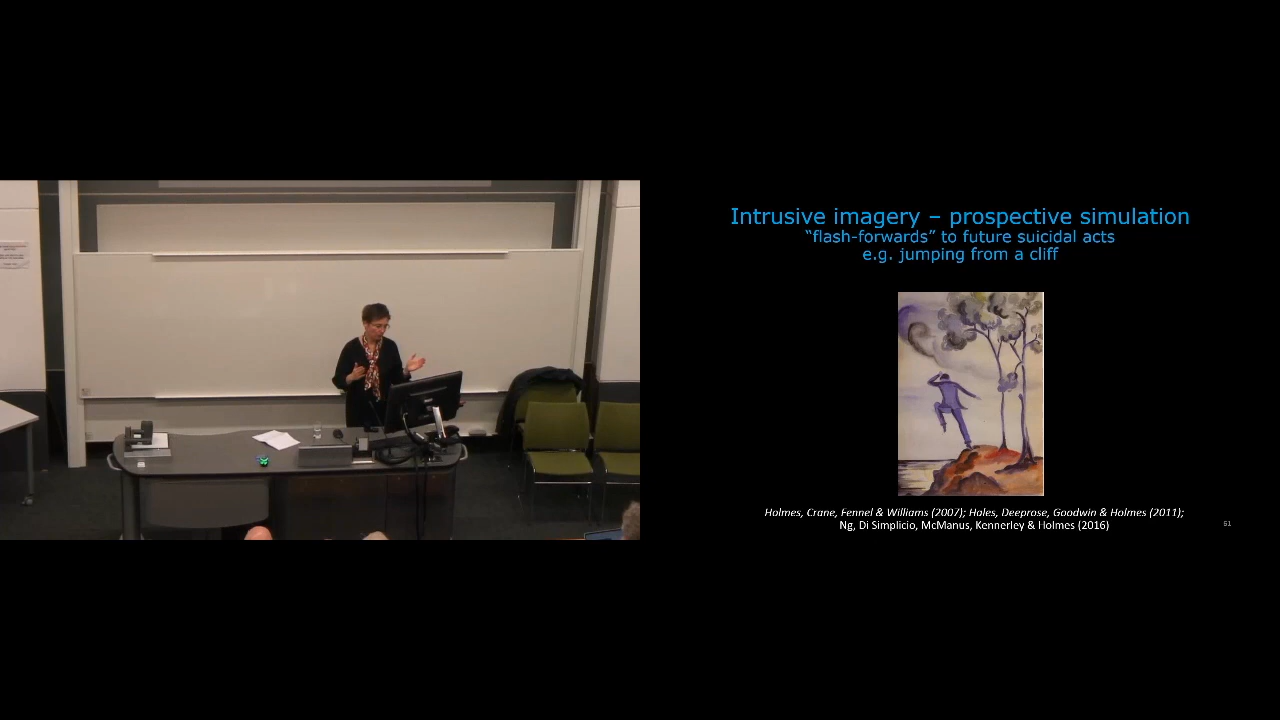 Intrusive imagery – prospective simulation
“flash-forwards” to future suicidal acts
e.g. jumping from a cliff
Holmes, Crane, Fennel & Williams (2007); Hales, Deeprose, Goodwin & Holmes (2011);
Ng, Di Simplicio, McManus, Kennerley & Holmes (2016)
61